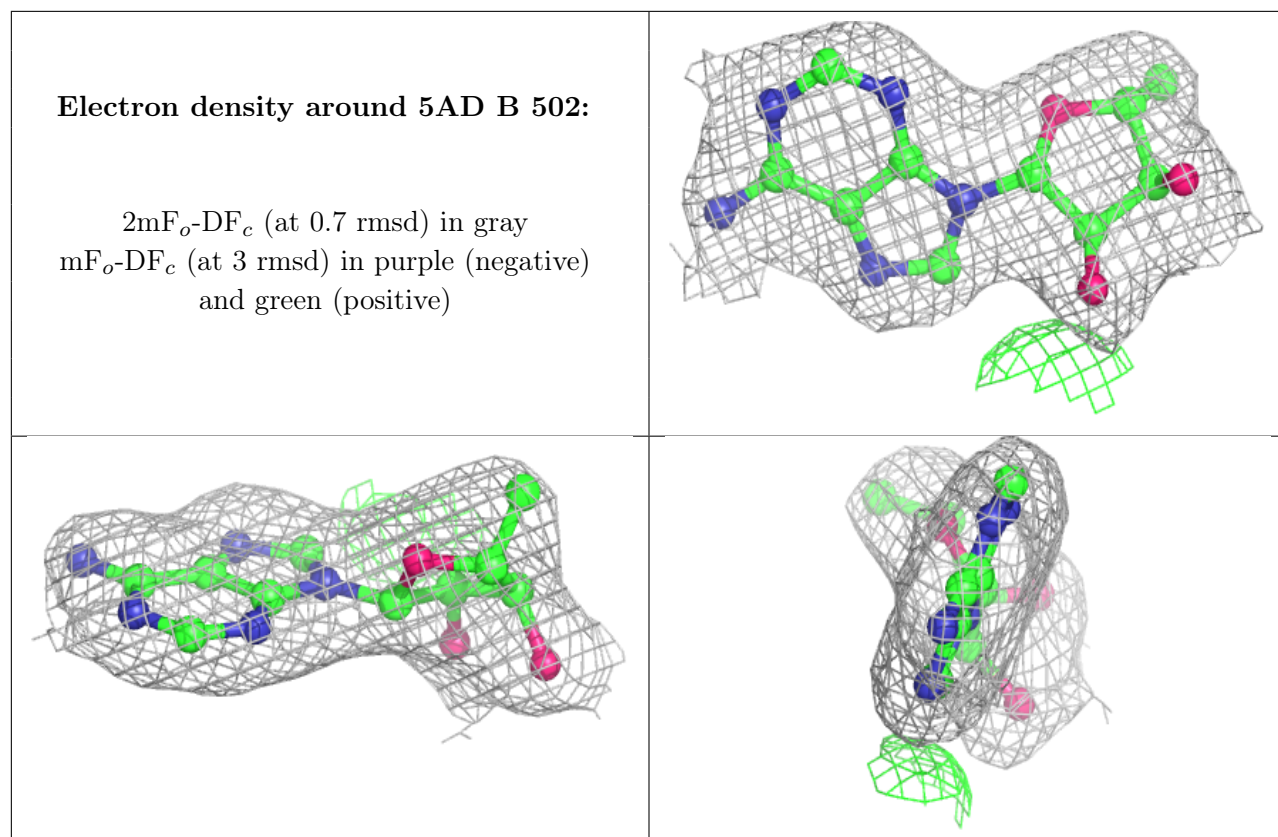 Electron density around 5AD B 502:
2mFₒ-DF𝒸 (at 0.7 rmsd) in gray
mFₒ-DF𝒸 (at 3 rmsd) in purple (negative)
and green (positive)